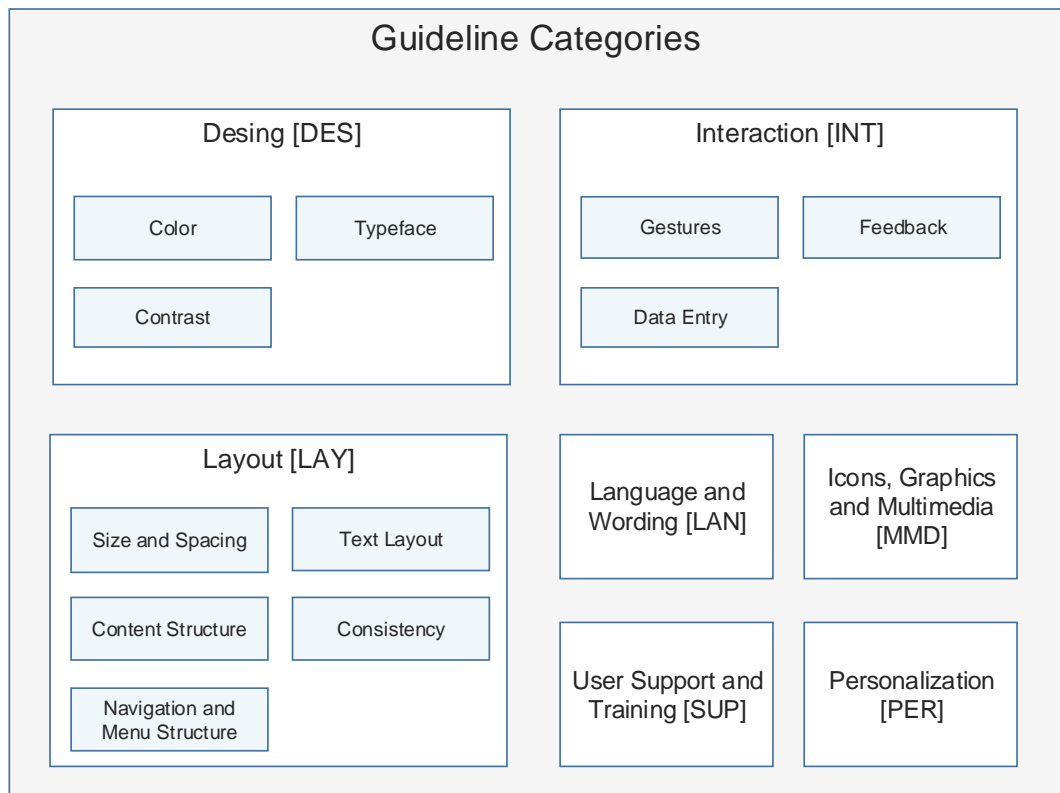 Guideline Categories
Desing [DES]
Color
Typeface
Contrast
Interaction [INT]
Gestures
Feedback
Data Entry
Layout [LAY]
Size and Spacing
Text Layout
Content Structure
Consistency
Navigation and
Menu Structure
Language and
Wording [LAN]
Icons, Graphics
and Multimedia
[MMD]
User Support and
Training [SUP]
Personalization
[PER]